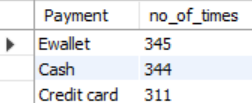 Payment no_of_times
Ewallet 345
Cash 344
Credit card 311